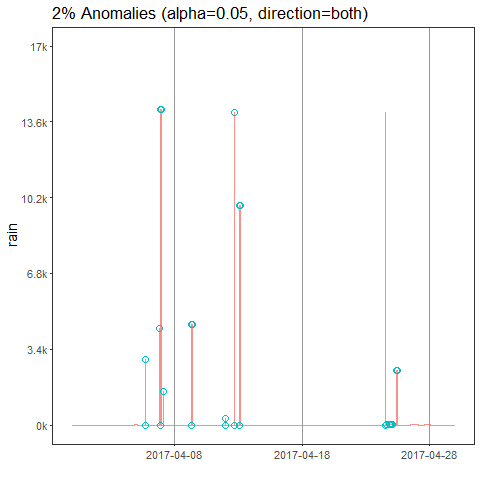 2% Anomalies (alpha=0.05, direction=both)
17k
13.6k
10.2k
6.8k
3.4k
0k
rain
2017-04-08 2017-04-18 2017-04-28